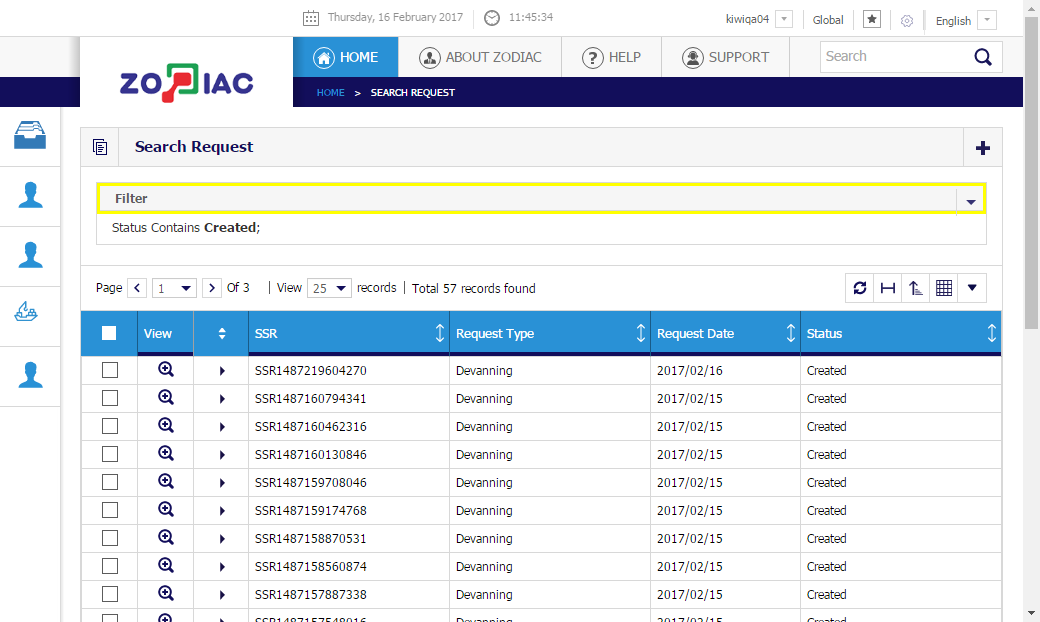 Thursday, 16 February 2017 11:45:34 kiwiqa04 Global English
ZODIAC HOME ABOUT ZODIAC HELP SUPPORT Search
HOME > SEARCH REQUEST
Search Request
Filter
Status Contains Created;
Page 1 Of 3 | View 25 records | Total 57 records found
View SSR Request Type Request Date Status
SSR1487219604270 Devanning 2017/02/16 Created
SSR1487160794341 Devanning 2017/02/15 Created
SSR1487160462316 Devanning 2017/02/15 Created
SSR1487160130846 Devanning 2017/02/15 Created
SSR1487159708046 Devanning 2017/02/15 Created
SSR1487159174768 Devanning 2017/02/15 Created
SSR1487158870531 Devanning 2017/02/15 Created
SSR1487158560874 Devanning 2017/02/15 Created
SSR1487157887338 Devanning 2017/02/15 Created
Devanning 2017/02/15 Created